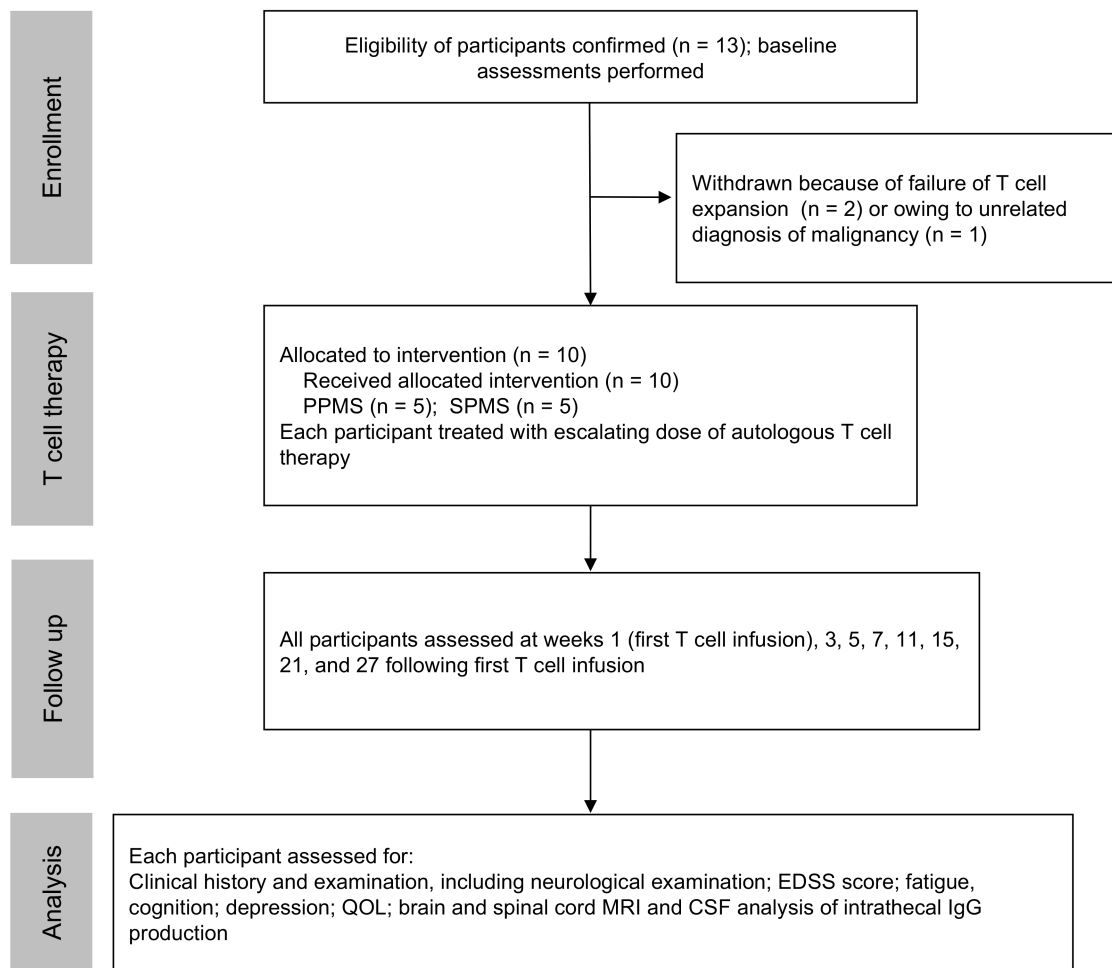 Enrollment
Eligibility of participants confirmed (n = 13); baseline
assessments performed
Withdrawn because of failure of T cell
expansion  (n = 2) or owing to unrelated
diagnosis of malignancy (n = 1)
T cell therapy
Allocated to intervention (n = 10)
Received allocated intervention (n = 10)
PPMS (n = 5);  SPMS (n = 5)
Each participant treated with escalating dose of autologous T cell
therapy
Follow up
All participants assessed at weeks 1 (first T cell infusion), 3, 5, 7, 11, 15,
21, and 27 following first T cell infusion
Analysis
Each participant assessed for:
Clinical history and examination, including neurological examination; EDSS score; fatigue,
cognition; depression; QOL; brain and spinal cord MRI and CSF analysis of intrathecal IgG
production